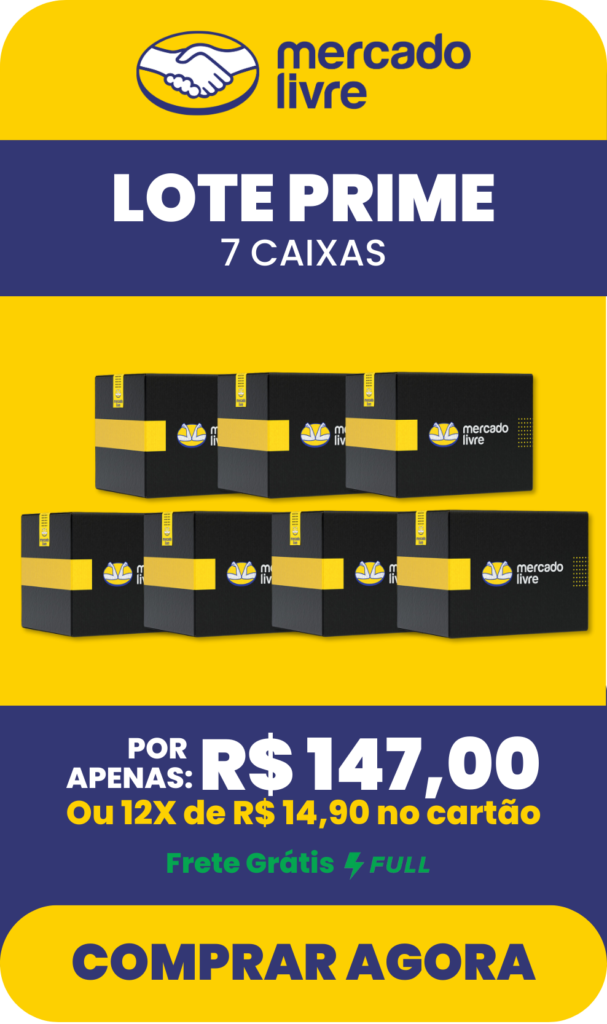 mercado
livre
LOTE PRIME
7 CAIXAS
mercado
livre
mercado
livre
POR
APENAS: R$ 147,00
Ou 12X de R$ 14,90 no cartão
Frete Grátis FULL
COMPRAR AGORA